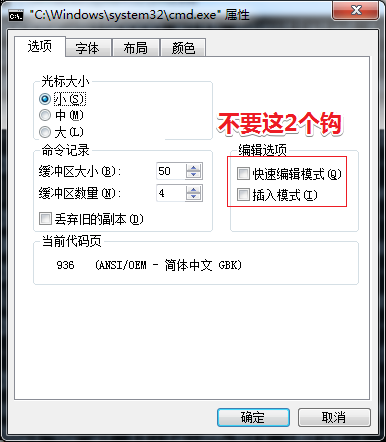 "C:\Windows\system32\cmd.exe" 属性
选项 字体 布局 颜色
光标大小
小(S)
中(M)
大(L)
不要这2个钩
命令记录
缓冲区大小(B): 50
缓冲区数量(N): 4
丢弃旧的副本(D)
编辑选项
快速编辑模式(Q)
插入模式(I)
当前代码页
936 (ANSI/OEM - 简体中文 GBK)
确定 取消